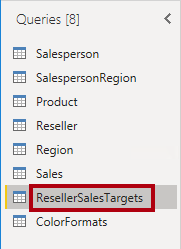 Queries [8]
Salesperson
SalespersonRegion
Product
Reseller
Region
Sales
ResellerSalesTargets
ColorFormats